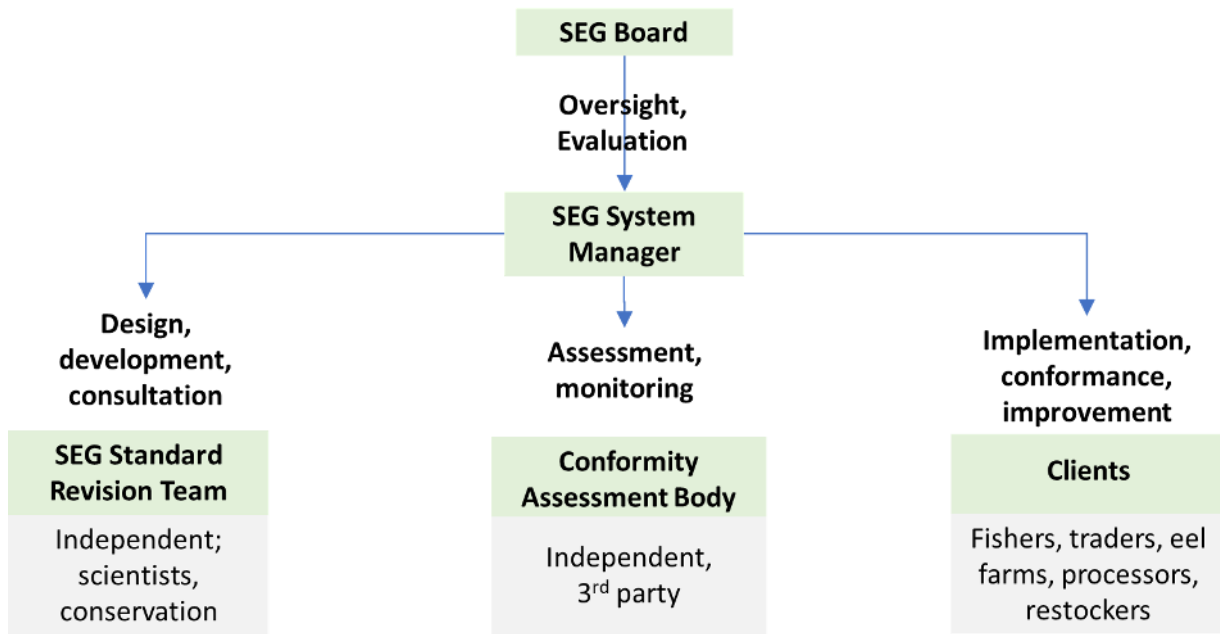 SEG Board
Oversight,
Evaluation
SEG System
Manager
Design,
development,
consultation
Assessment,
monitoring
Implementation,
conformance,
improvement
SEG Standard
Revision Team
Independent;
scientists,
conservation
Conformity
Assessment Body
Independent,
3rd party
Clients
Fishers, traders, eel
farms, processors,
restockers